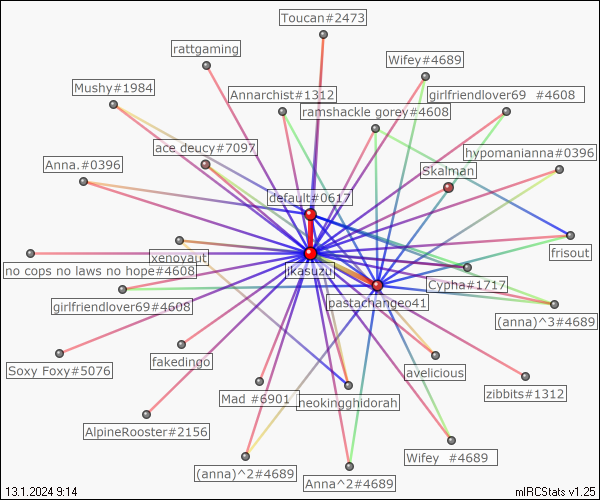 Toucan#2473
rattgaming
Wifey#4689
Mushy#1984
Annarchist#1312
girlfriendlover69 #4608
ramshackle gorey#4608
ace deucy#7097
hypomanianna#0396
Anna.#0396
Skalman
default#0617
frisout
xenovaut
no cops no laws no hope#4608
jikasuzu
Cypha#1717
pastachangeo41
girlfriendlover69#4608
(anna)^3#4689
fakedingo
Soxy Foxy#5076
avelicious
zibbits#1312
Mad #6901
neokingghidorah
AlpineRooster#2156
Wifey #4689
(anna)^2#4689
Anna^2#4689
13.1.2024 9:14
mIRCStats v1.25